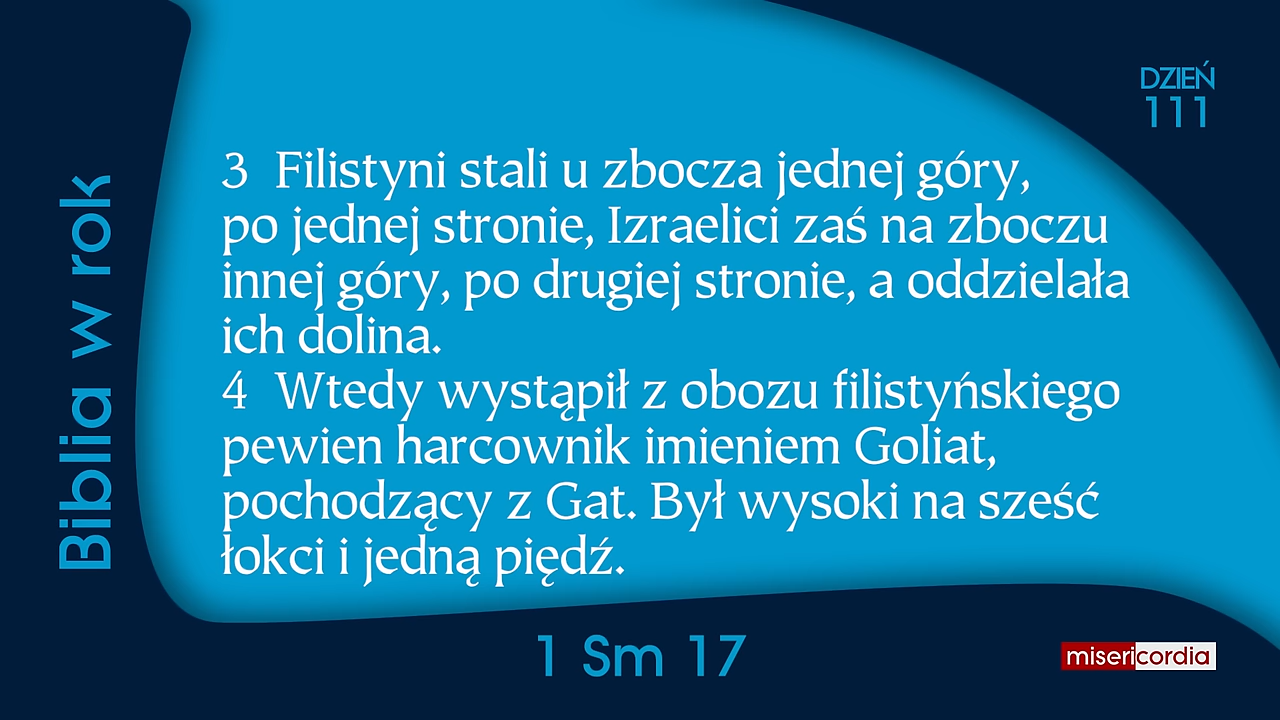 DZIEŃ
111
Biblia w rok
3 Filistyni stali u zbocza jednej góry,
po jednej stronie, Izraelici zaś na zboczu
innej góry, po drugiej stronie, a oddzielała
ich dolina.
4 Wtedy wystąpił z obozu filistyńskiego
pewien harcownik imieniem Goliat,
pochodzący z Gat. Był wysoki na sześć
łokci i jedną piędź.
1 Sm 17
misericordia